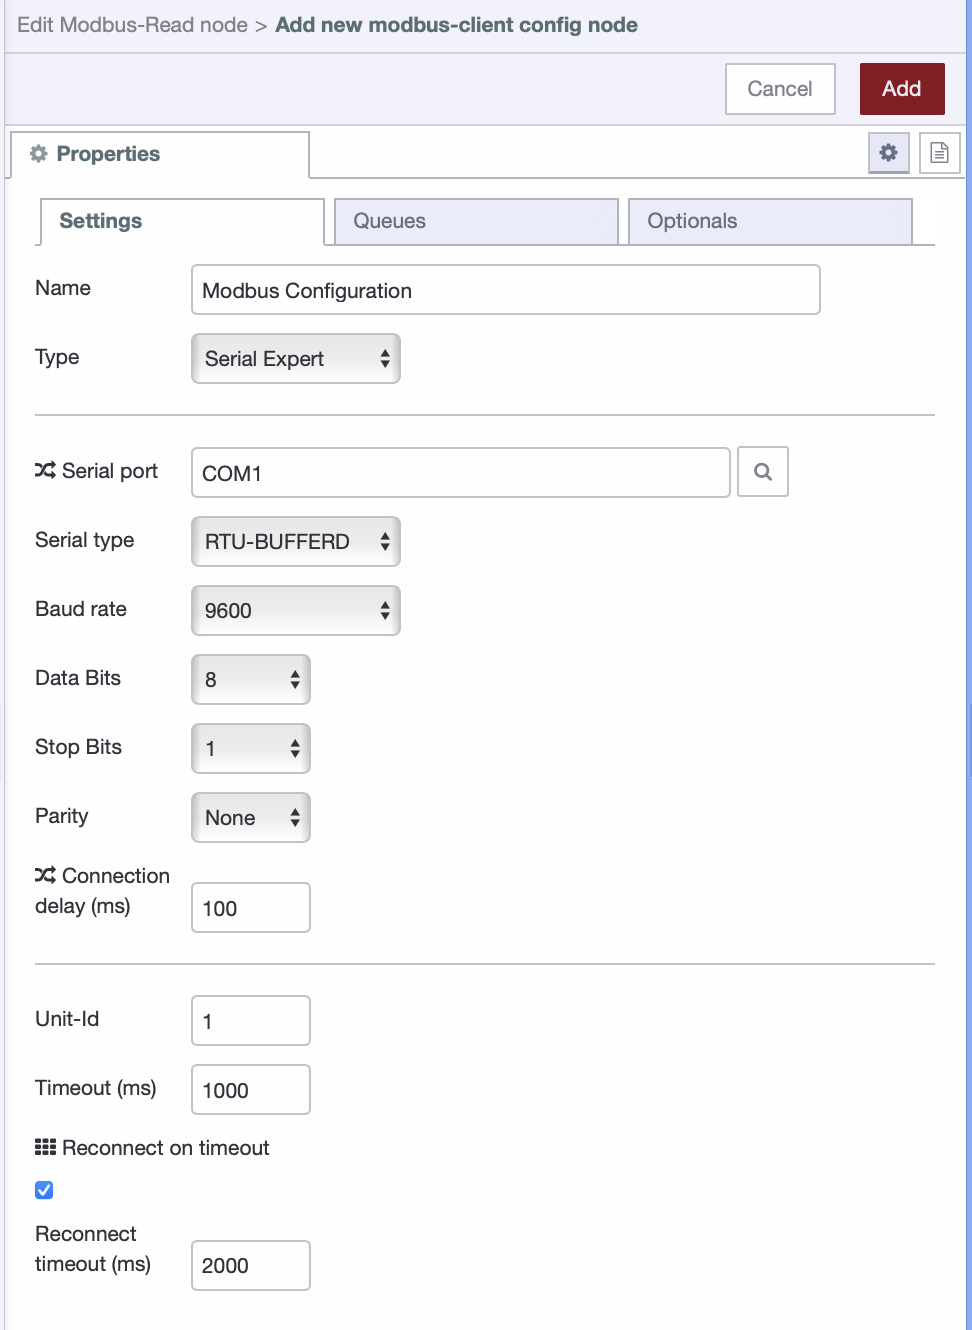 Edit Modbus-Read node > Add new modbus-client config node
Cancel
Add
Properties
Settings
Queues
Optionals
Name
Modbus Configuration
Type
Serial Expert
Serial port
COM1
Serial type
RTU-BUFFERD
Baud rate
9600
Data Bits
8
Stop Bits
1
Parity
None
Connection
delay (ms)
100
Unit-Id
1
Timeout (ms)
1000
Reconnect on timeout
Reconnect
timeout (ms)
2000